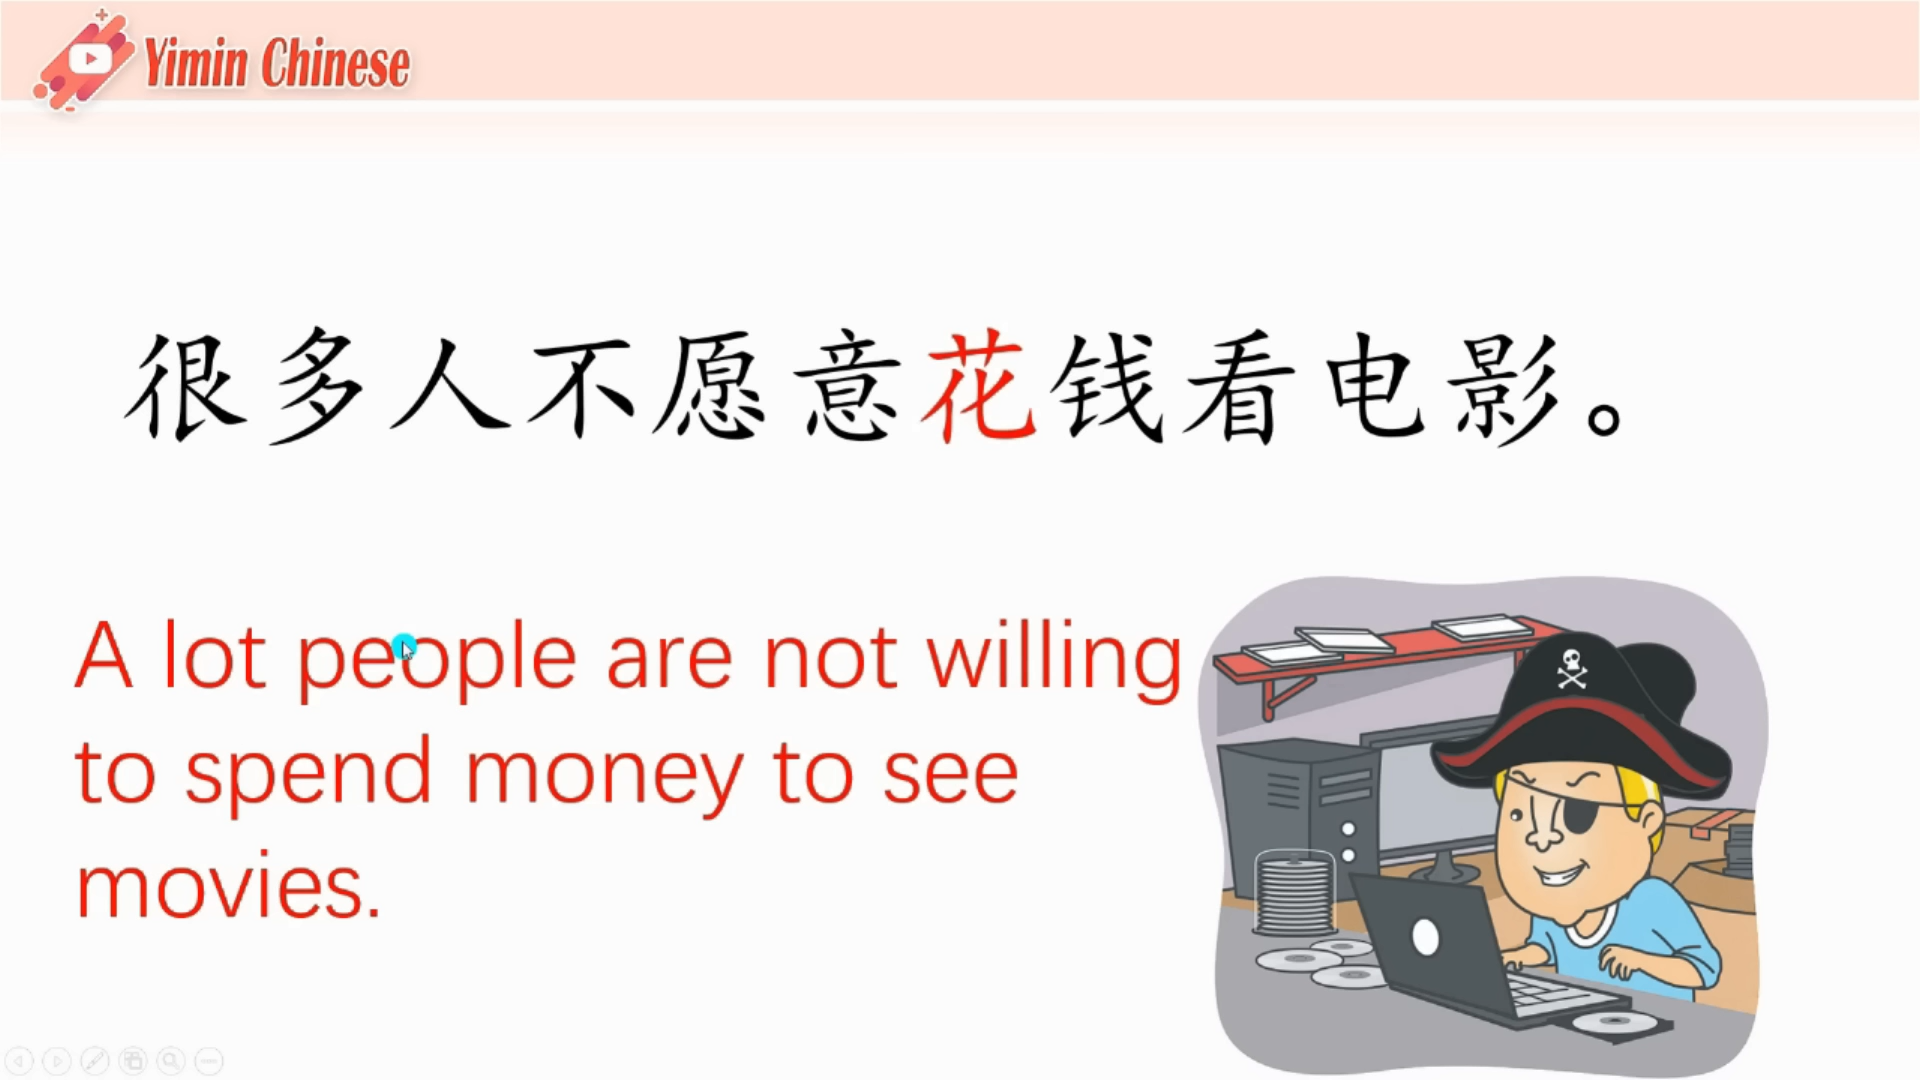 Yimin Chinese
很多人不愿意花钱看电影。
A lot people are not willing
to spend money to see
movies.